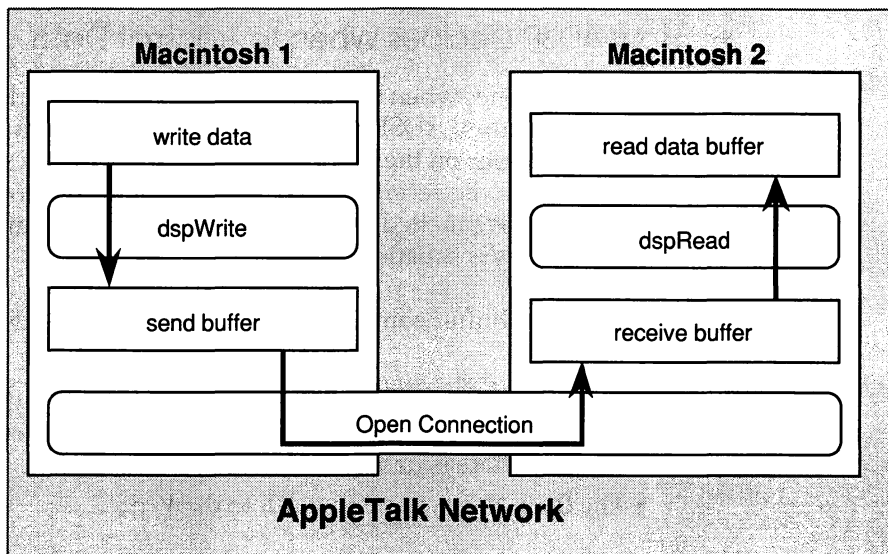 Macintosh 1
Macintosh 2
write data
read data buffer
dspWrite
dspRead
send buffer
receive buffer
Open Connection
AppleTalk Network